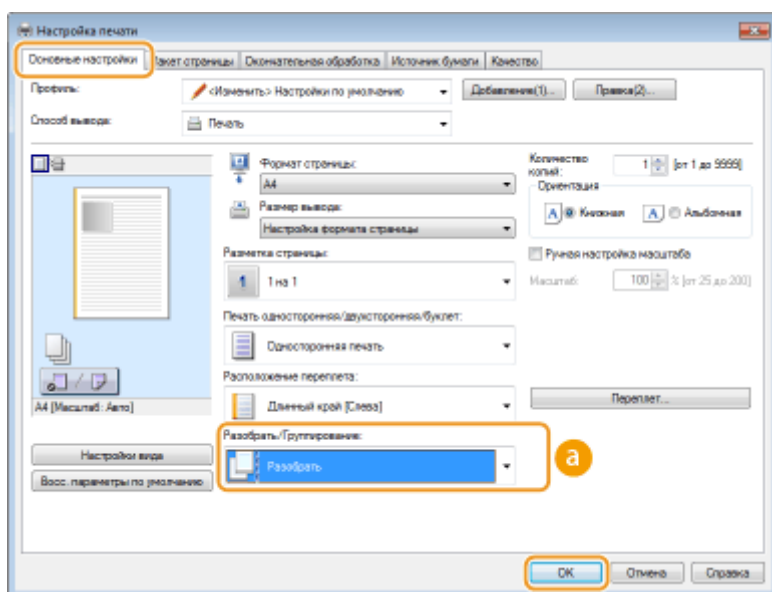 Настройка печати
Основные настройки Макет страницы Окончательная обработка Источник бумаги Качество
Профиль: <Изменить> Настройки по умолчанию Добавление(1)... Правка(2)...
Способ вывода: Печать
Формат страницы:
A4
Размер вывода:
Настройка формата страницы
Количество копий: 1 [от 1 до 9999]
Ориентация
A Книжная A Альбомная
Разметка страницы:
1 1 на 1
Ручная настройка масштаба
Масштаб: 100 % [от 25 до 200]
Печать односторонняя/двухсторонняя/буклет:
Односторонняя печать
Расположение переплета:
Длинный край [Слева]
Переплет...
A4 [Масштаб: Авто]
Разобрать/Группирование:
Разобрать
a
Настройки вида
Восс. параметры по умолчанию
OK Отмена Справка